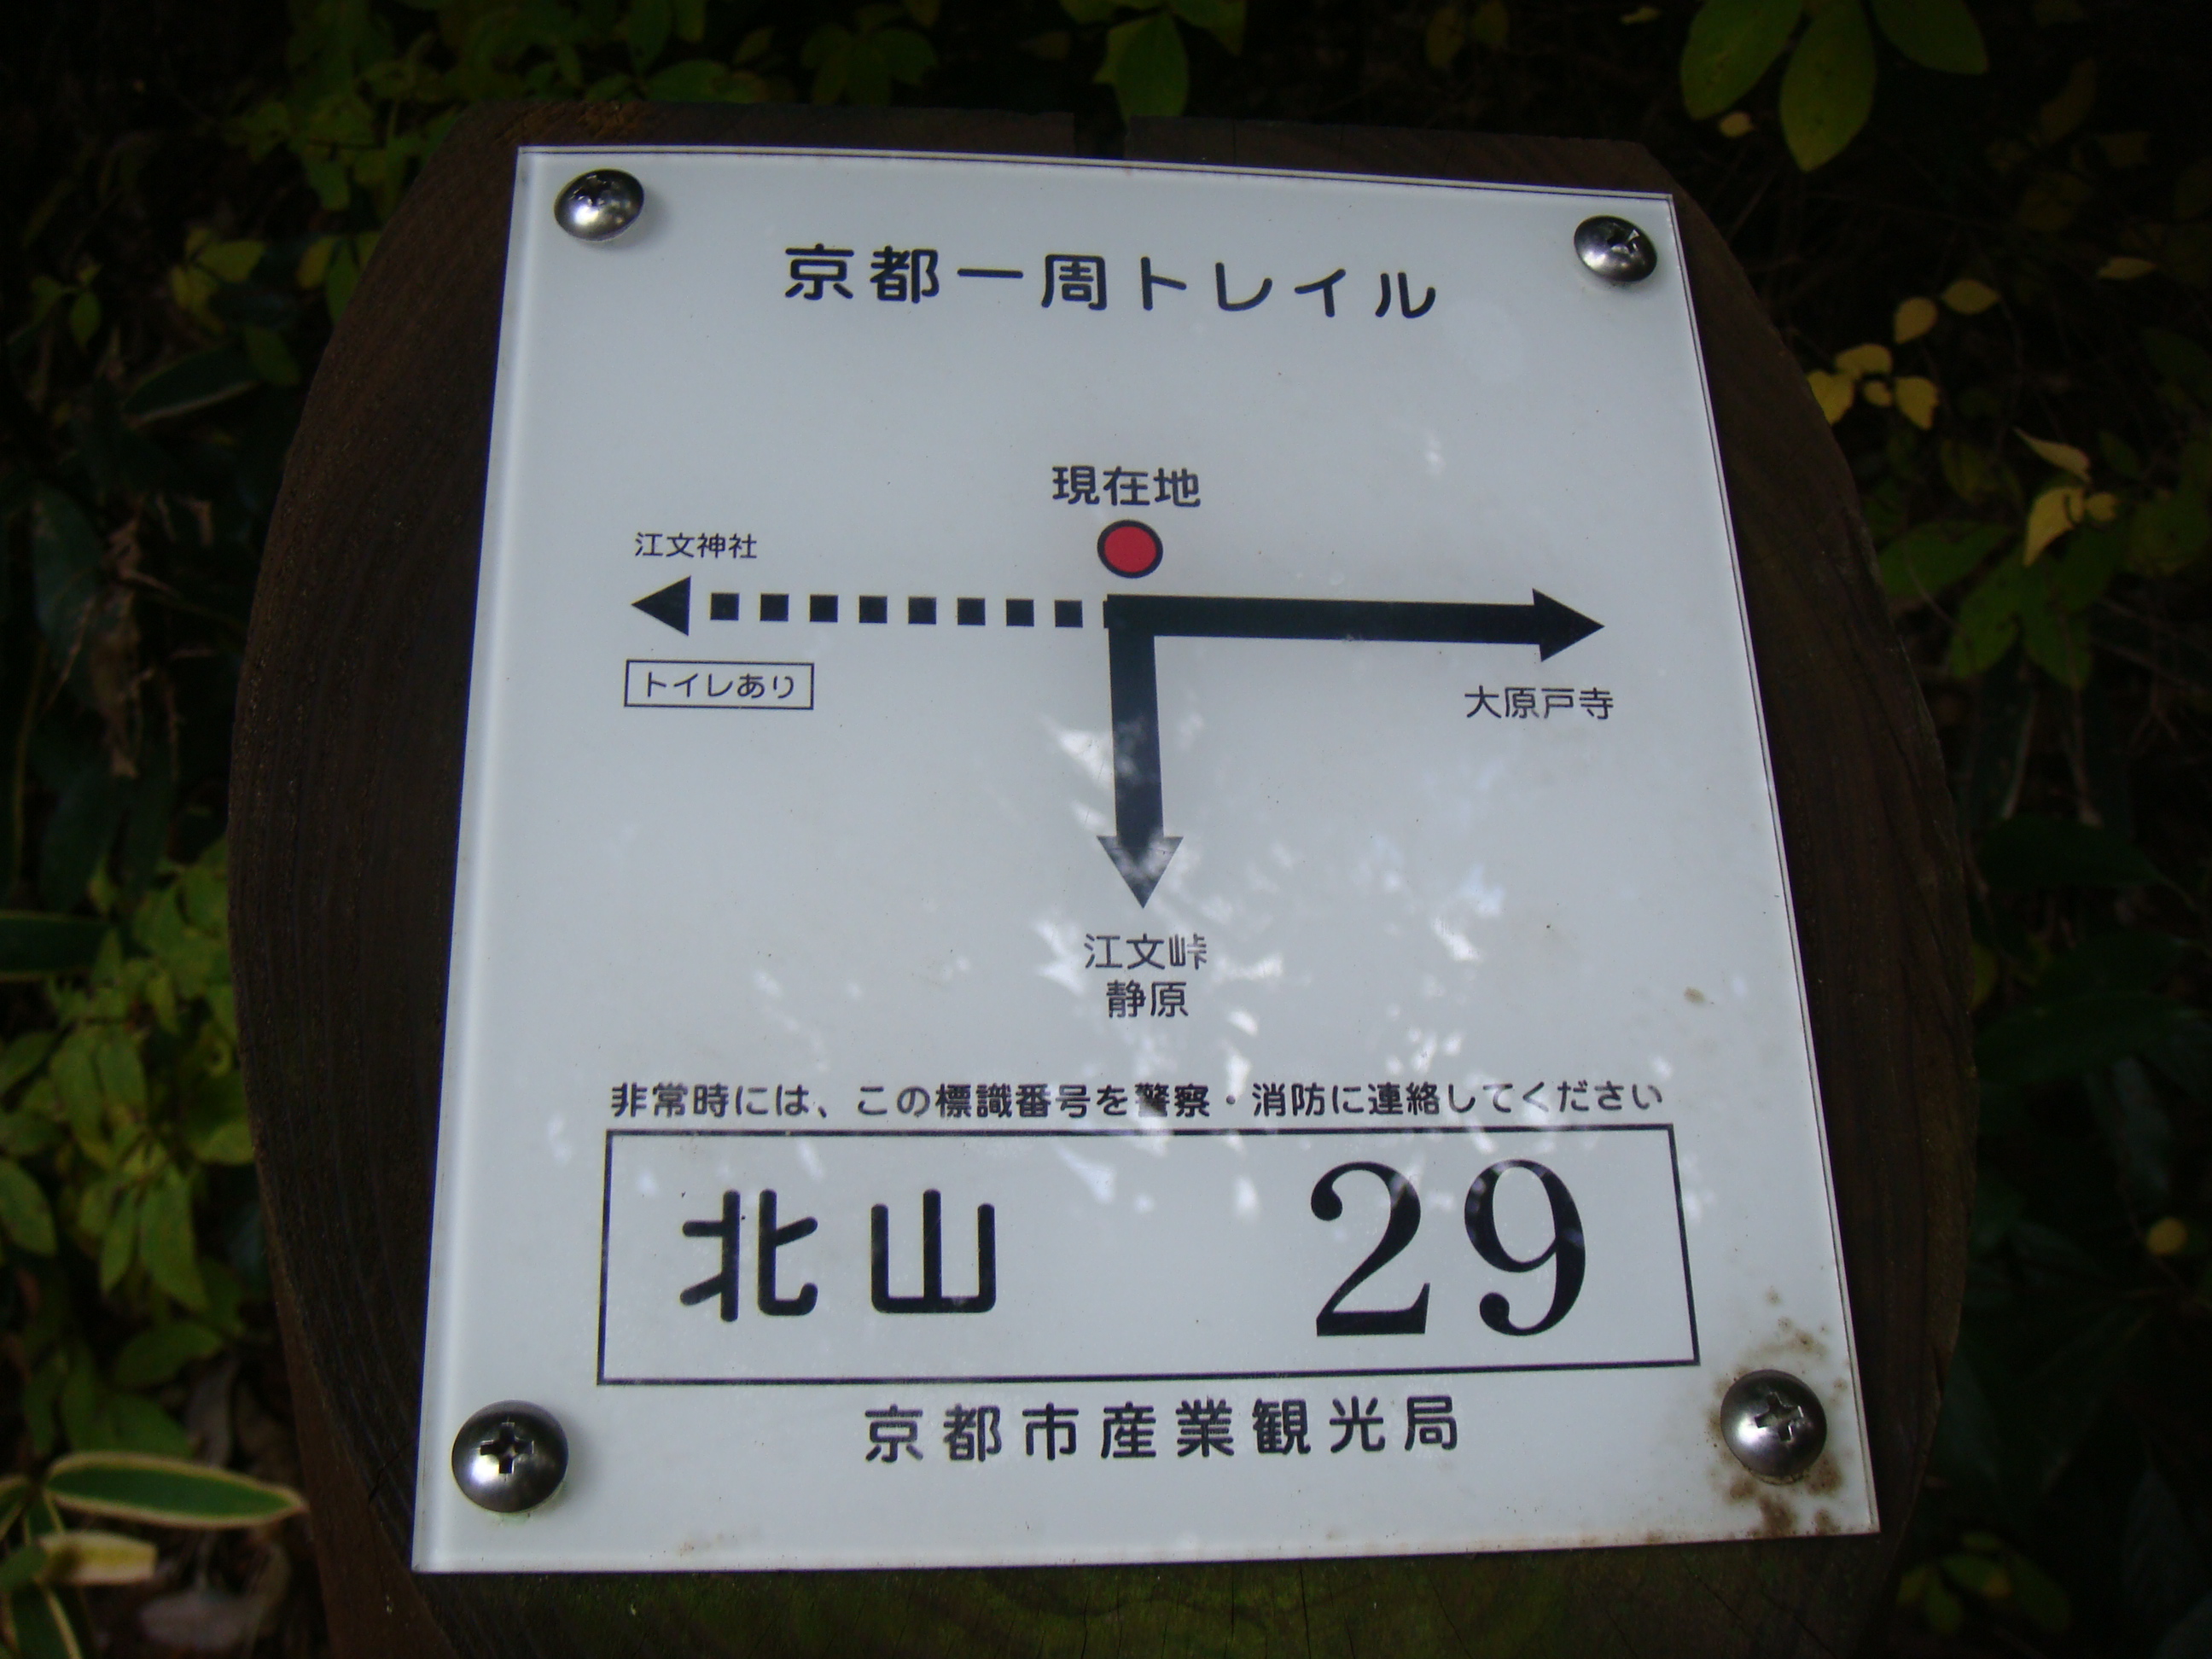 京都一周トレイル
現在地
江文神社
トイレあり
大原戸寺
江文峠
静原
非常時には、この標識番号を警察・消防に連絡してください
北山 29
京都市産業観光局